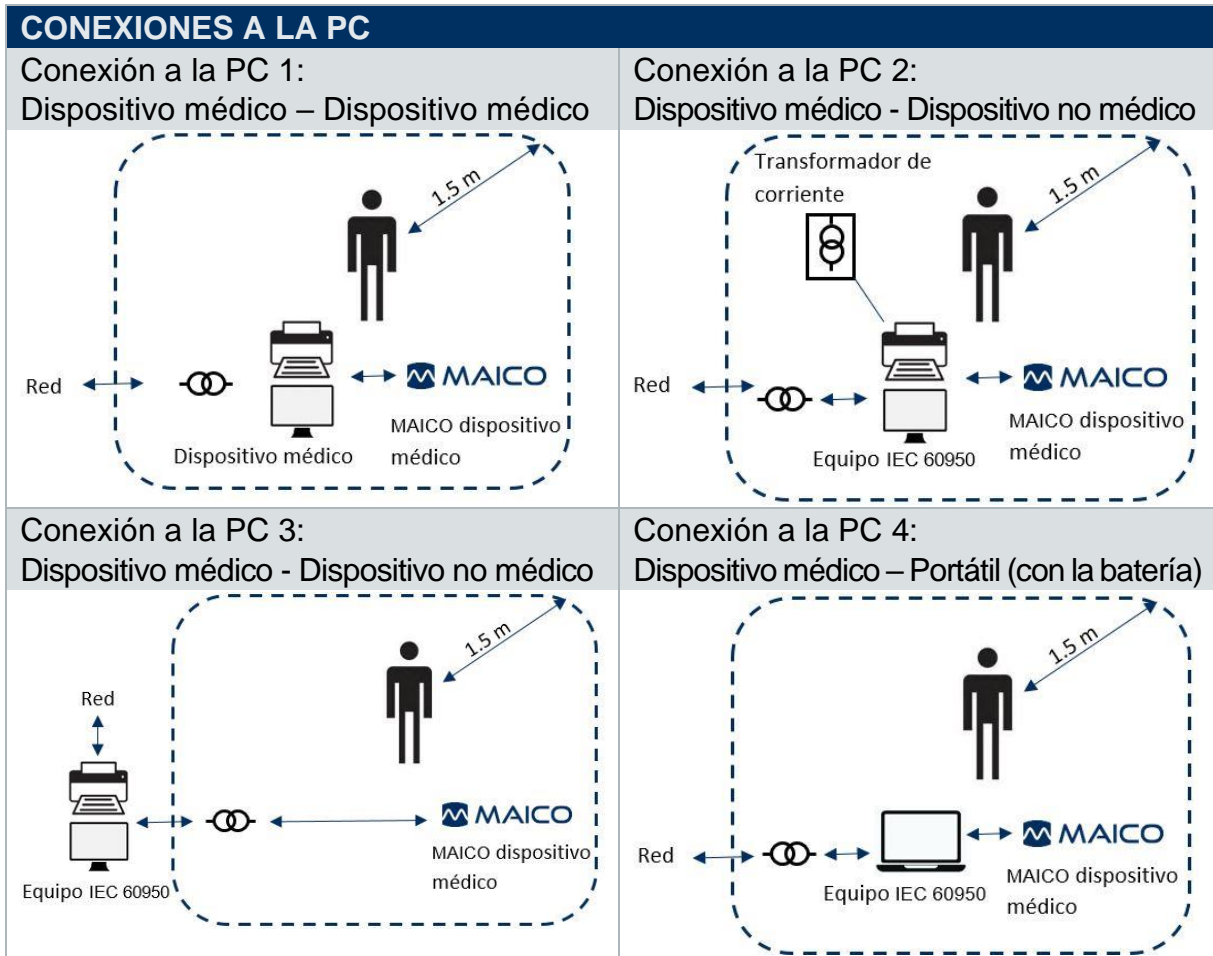 CONEXIONES A LA PC
Conexión a la PC 1:
Dispositivo médico – Dispositivo médico
1.5 m
Red
MAICO
MAICO dispositivo
médico
Dispositivo médico
Conexión a la PC 2:
Dispositivo médico - Dispositivo no médico
Transformador de
corriente
1.5 m
Red
MAICO
MAICO dispositivo
médico
Equipo IEC 60950
Conexión a la PC 3:
Dispositivo médico - Dispositivo no médico
1.5 m
Red
MAICO
MAICO dispositivo
médico
Equipo IEC 60950
Conexión a la PC 4:
Dispositivo médico – Portátil (con la batería)
1.5 m
Red
MAICO
MAICO dispositivo
médico
Equipo IEC 60950